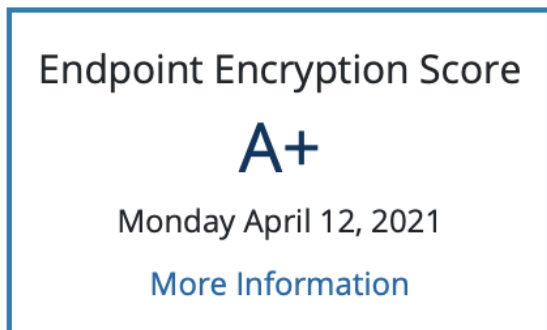 Endpoint Encryption Score
A+
Monday April 12, 2021
More Information